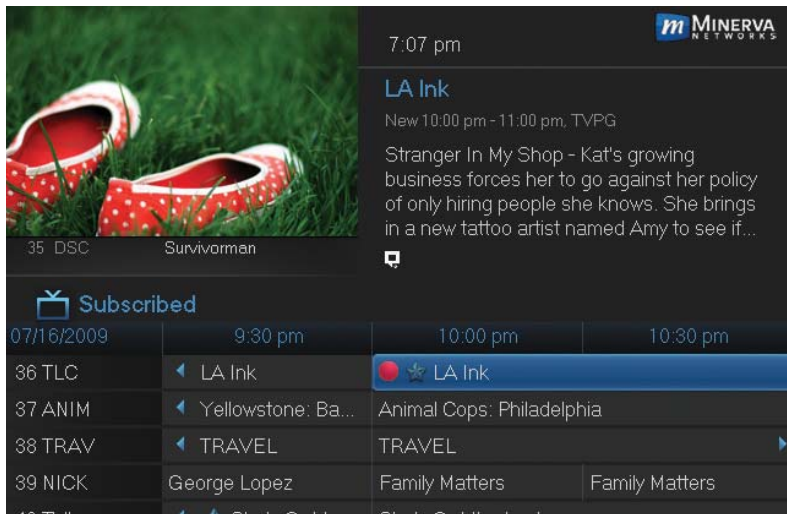 7:07 pm
m MINERVA
NETWORKS
LA Ink
New 10:00 pm - 11:00 pm, TVPG
Stranger In My Shop - Kat's growing
business forces her to go against her policy
of only hiring people she knows. She brings
in a new tattoo artist named Amy to see if...
35 DSC Survivorman
Subscribed
07/16/2009 9:30 pm 10:00 pm 10:30 pm
36 TLC LA Ink LA Ink
37 ANIM Yellowstone: Ba... Animal Cops: Philadelphia
38 TRAV TRAVEL TRAVEL
39 NICK George Lopez Family Matters Family Matters